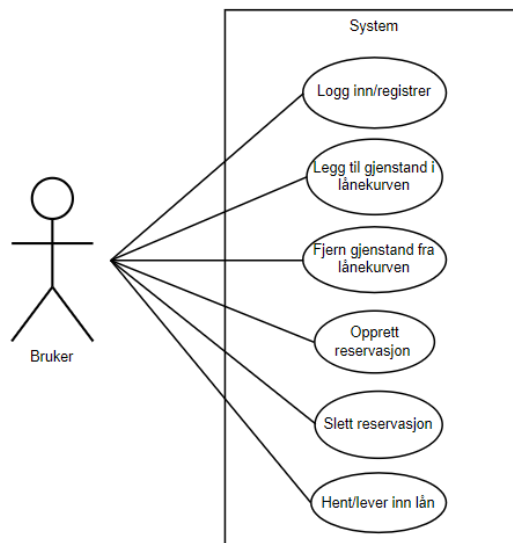 System
Logg inn/registrer
Legg til gjenstand i
lånekurven
Fjern gjenstand fra
lånekurven
Opprett
reservasjon
Bruker
Slett reservasjon
Hent/lever inn lån